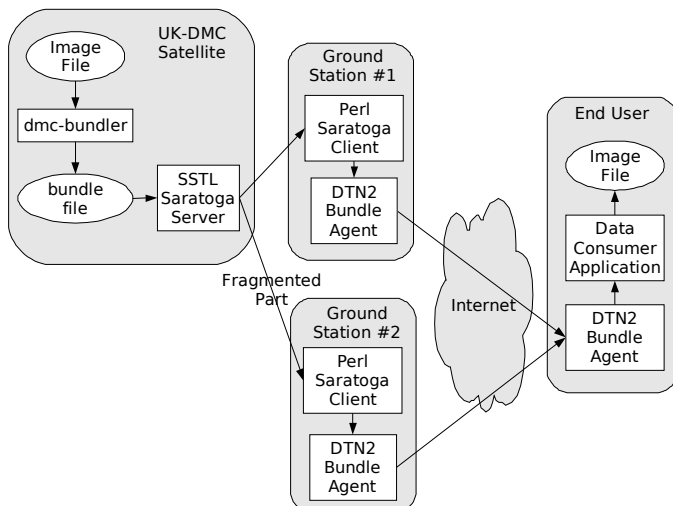 UK-DMC
Satellite
Image
File
dmc-bundler
bundle
file
SSTL
Saratoga
Server
Ground
Station #1
Perl
Saratoga
Client
DTN2
Bundle
Agent
Fragmented
Part
Ground
Station #2
Perl
Saratoga
Client
DTN2
Bundle
Agent
Internet
End User
Image
File
Data
Consumer
Application
DTN2
Bundle
Agent